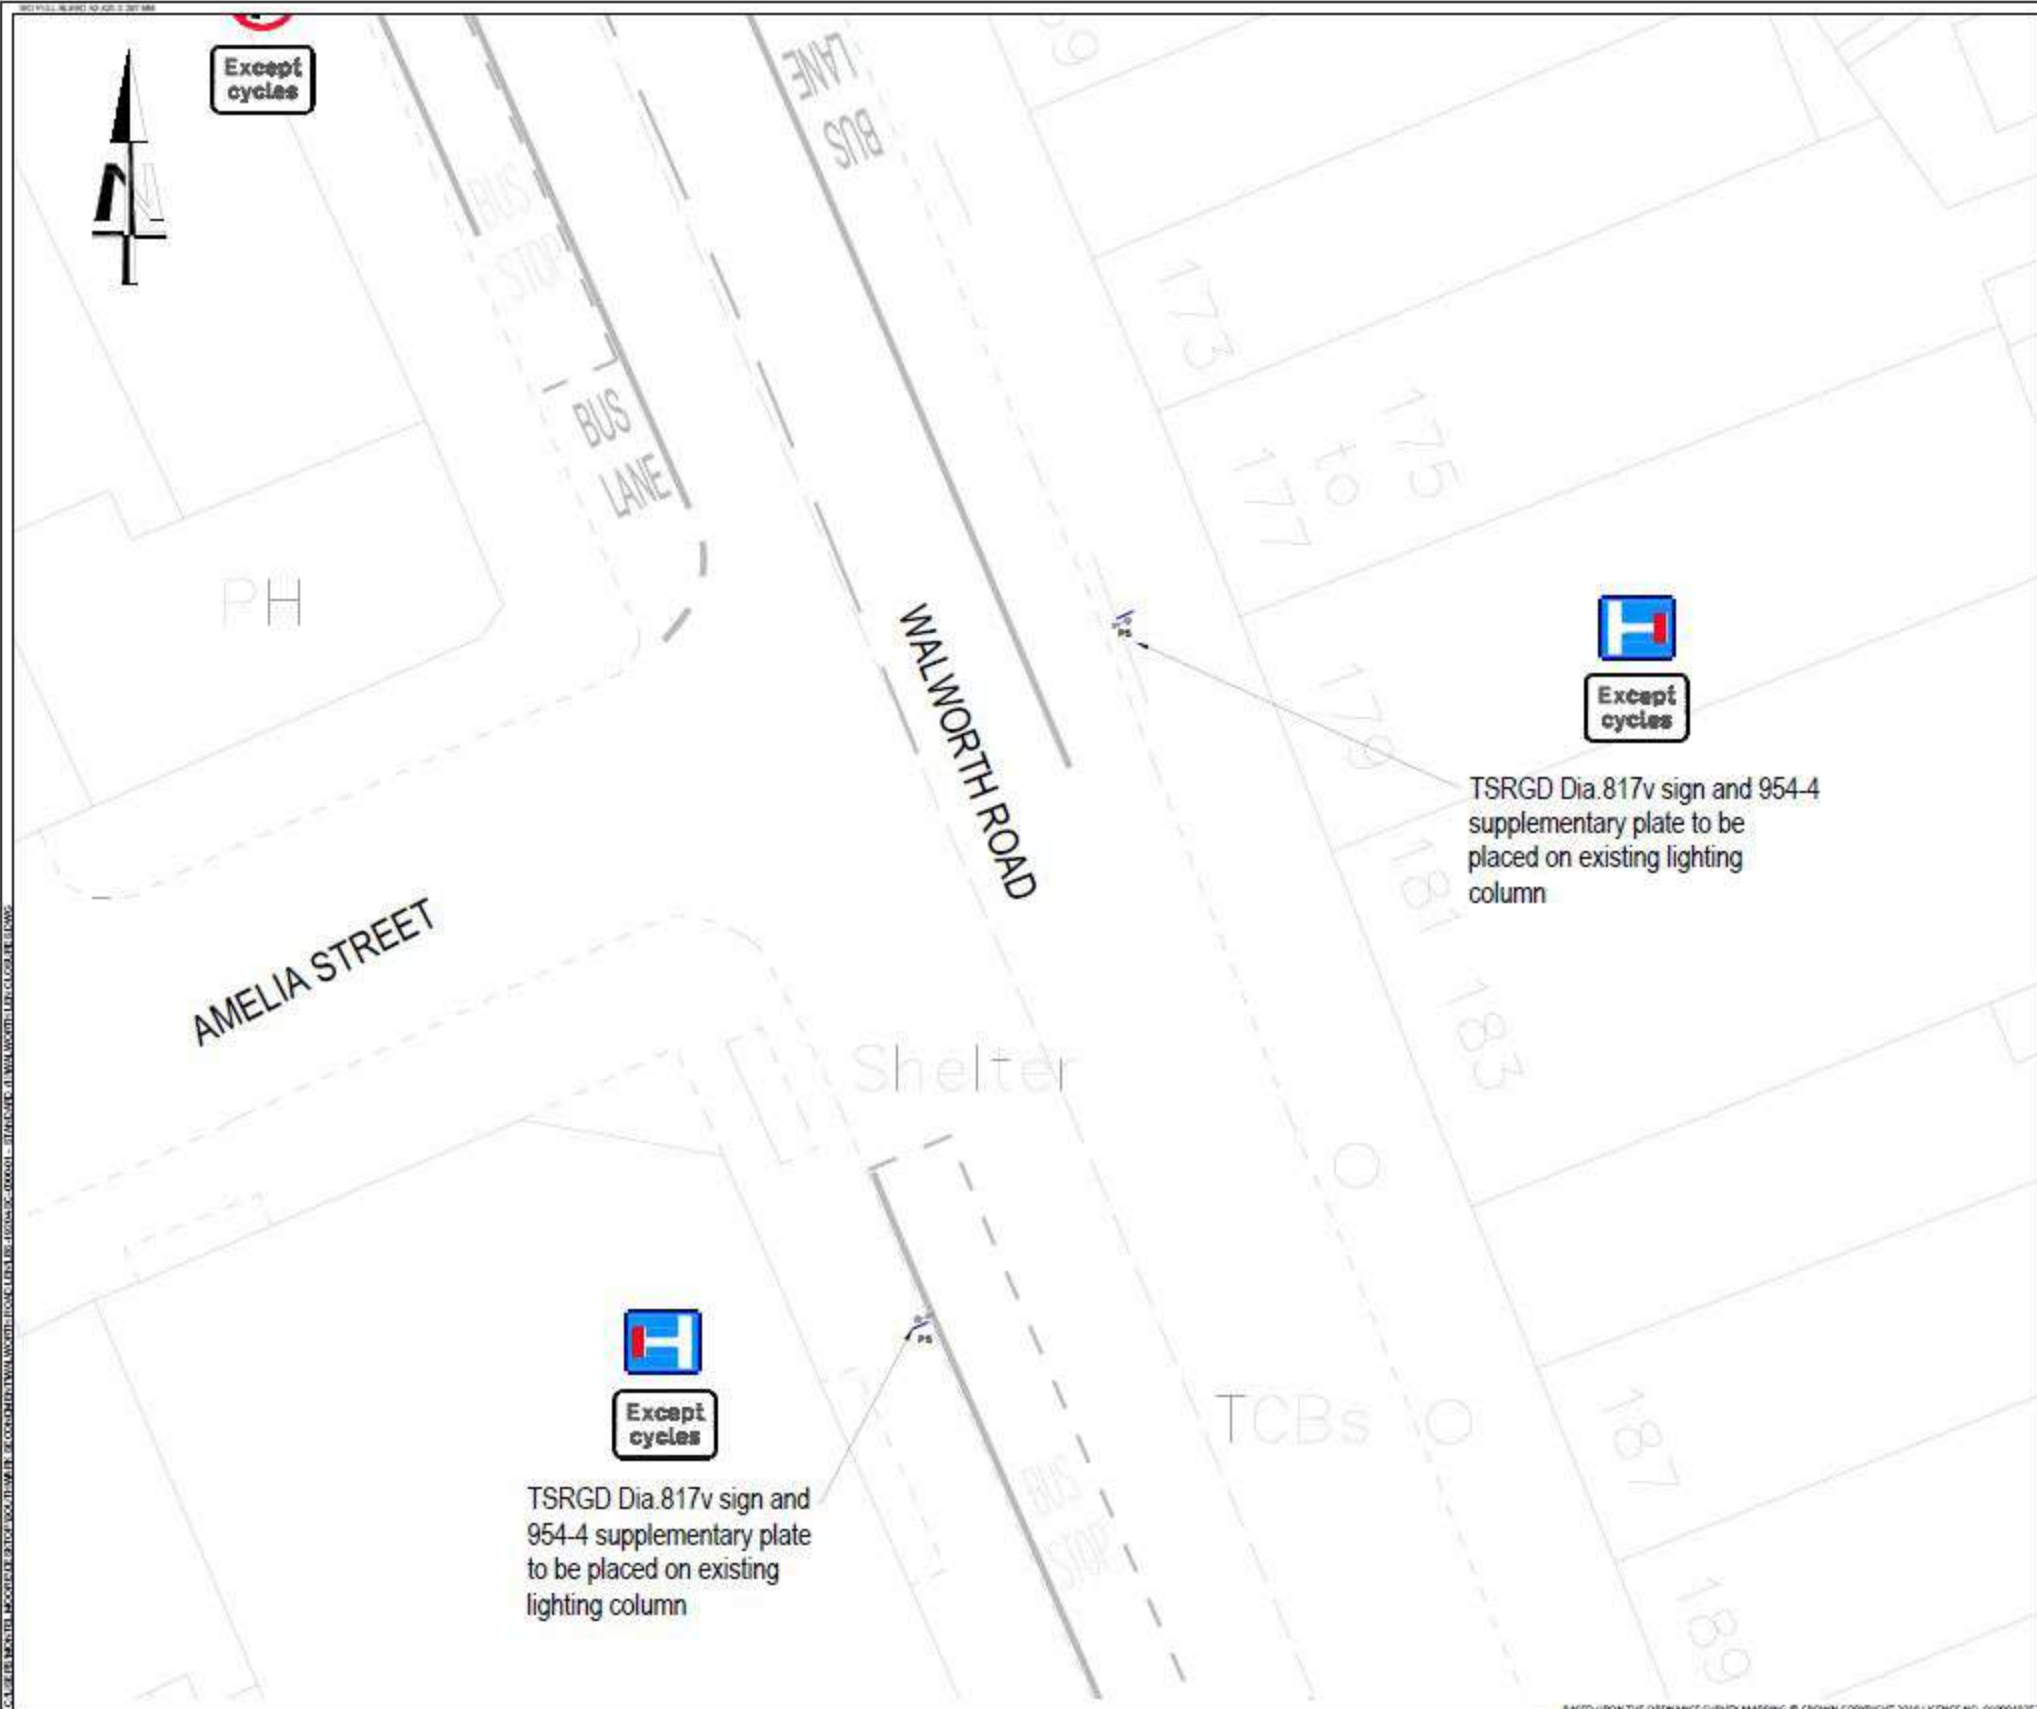 Except
cycles
N
BUS
LANE
BUS
STOP
173
175
to
177
BUS
LANE
PH
WALWORTH ROAD
PS
179
Except
cycles
TSRGD Dia.817v sign and 954-4
supplementary plate to be
placed on existing lighting
column
181
AMELIA STREET
183
Shelter
PS
Except
cycles
TCBs
187
BUS
STOP
TSRGD Dia.817v sign and
954-4 supplementary plate
to be placed on existing
lighting column
189